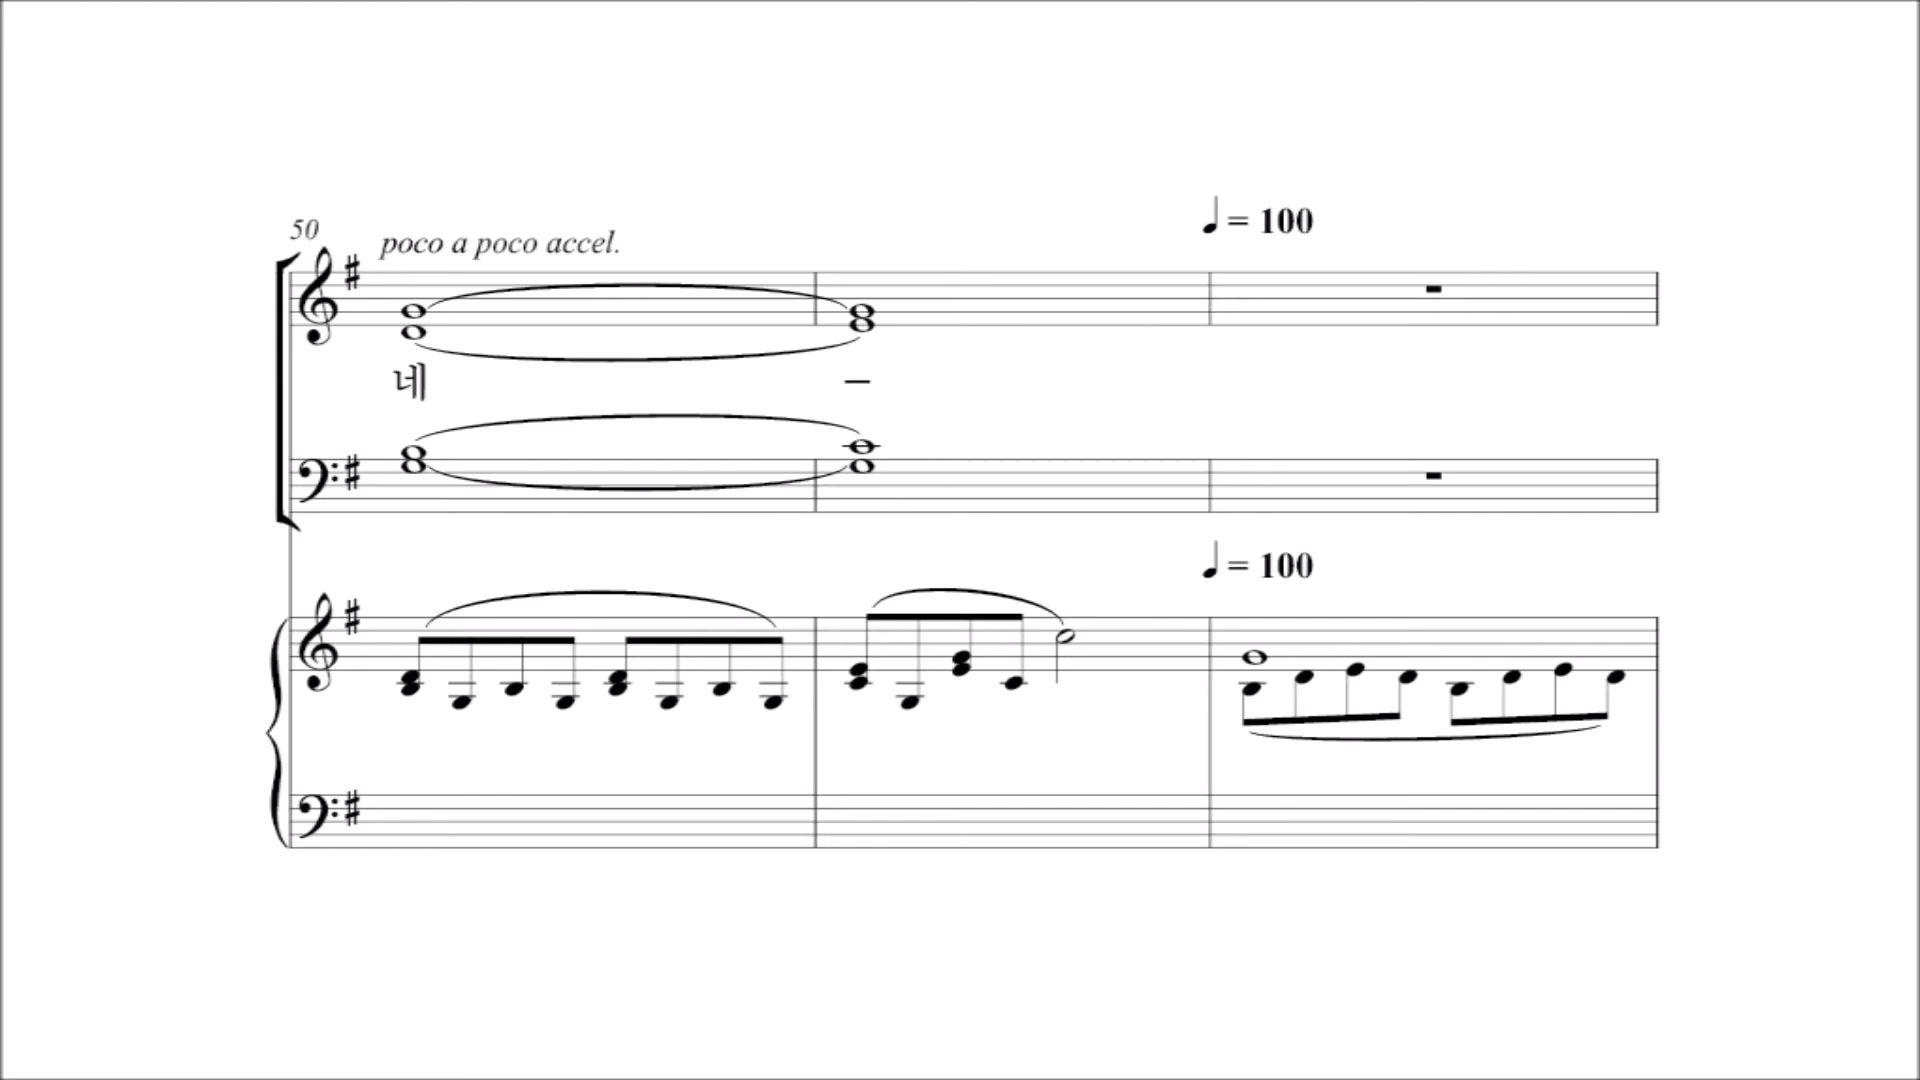 50
poco a poco accel.
♩ = 100
네 –
♩ = 100